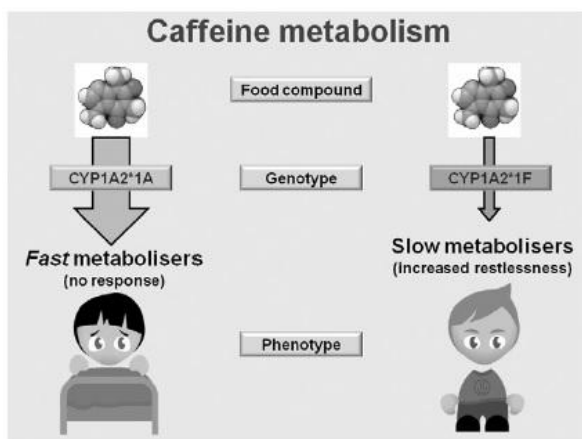 Caffeine metabolism
Food compound
CYP1A2*1A
Genotype
CYP1A2*1F
Fast metabolisers
(no response)
Slow metabolisers
(increased restlessness)
Phenotype